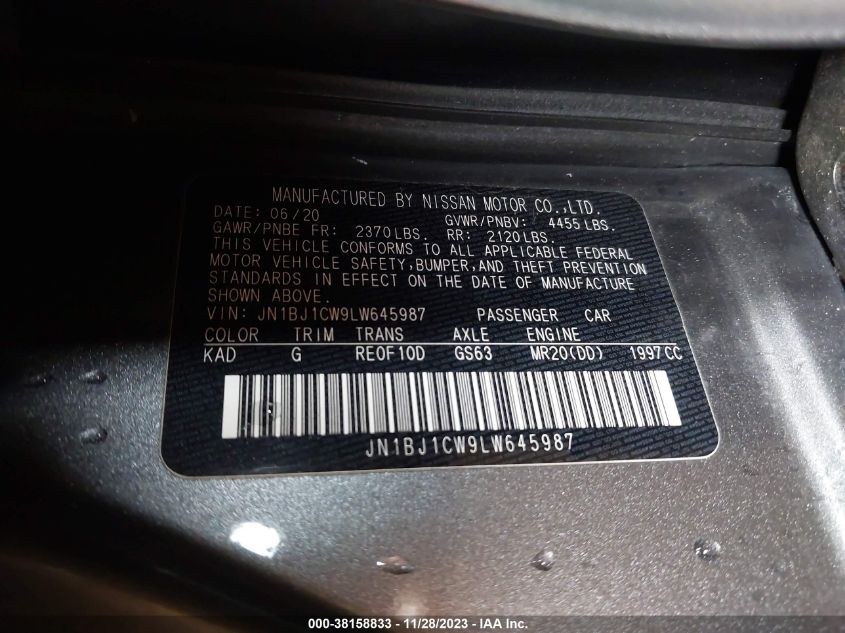 MANUFACTURED BY NISSAN MOTOR CO.,LTD.
DATE: 06/20 GVWR/PNBV: 4455 LBS.
GAWR/PNBE FR: 2370 LBS. RR: 2120 LBS.
THIS VEHICLE CONFORMS TO ALL APPLICABLE FEDERAL
MOTOR VEHICLE SAFETY,BUMPER,AND THEFT PREVENTION
STANDARDS IN EFFECT ON THE DATE OF MANUFACTURE
SHOWN ABOVE.
VIN: JN1BJ1CW9LW645987 PASSENGER CAR
COLOR TRIM TRANS AXLE ENGINE
KAD G RE0F10D GS63 MR20(DD) 1997CC
JN1BJ1CW9LW645987
000-38158833 - 11/28/2023 - IAA Inc.